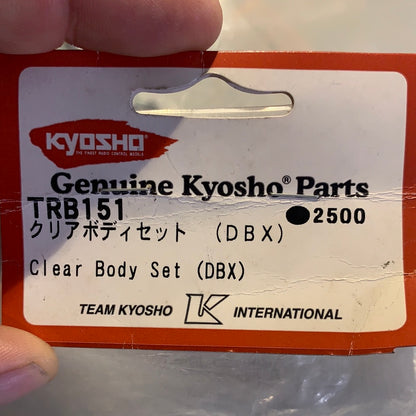 KYOSHO
THE FINEST RADIO CONTROL MODELS
Genuine Kyosho® Parts
TRB151
●2500
クリアボディセット (DBX)
Clear Body Set (DBX)
TEAM KYOSHO K INTERNATIONAL